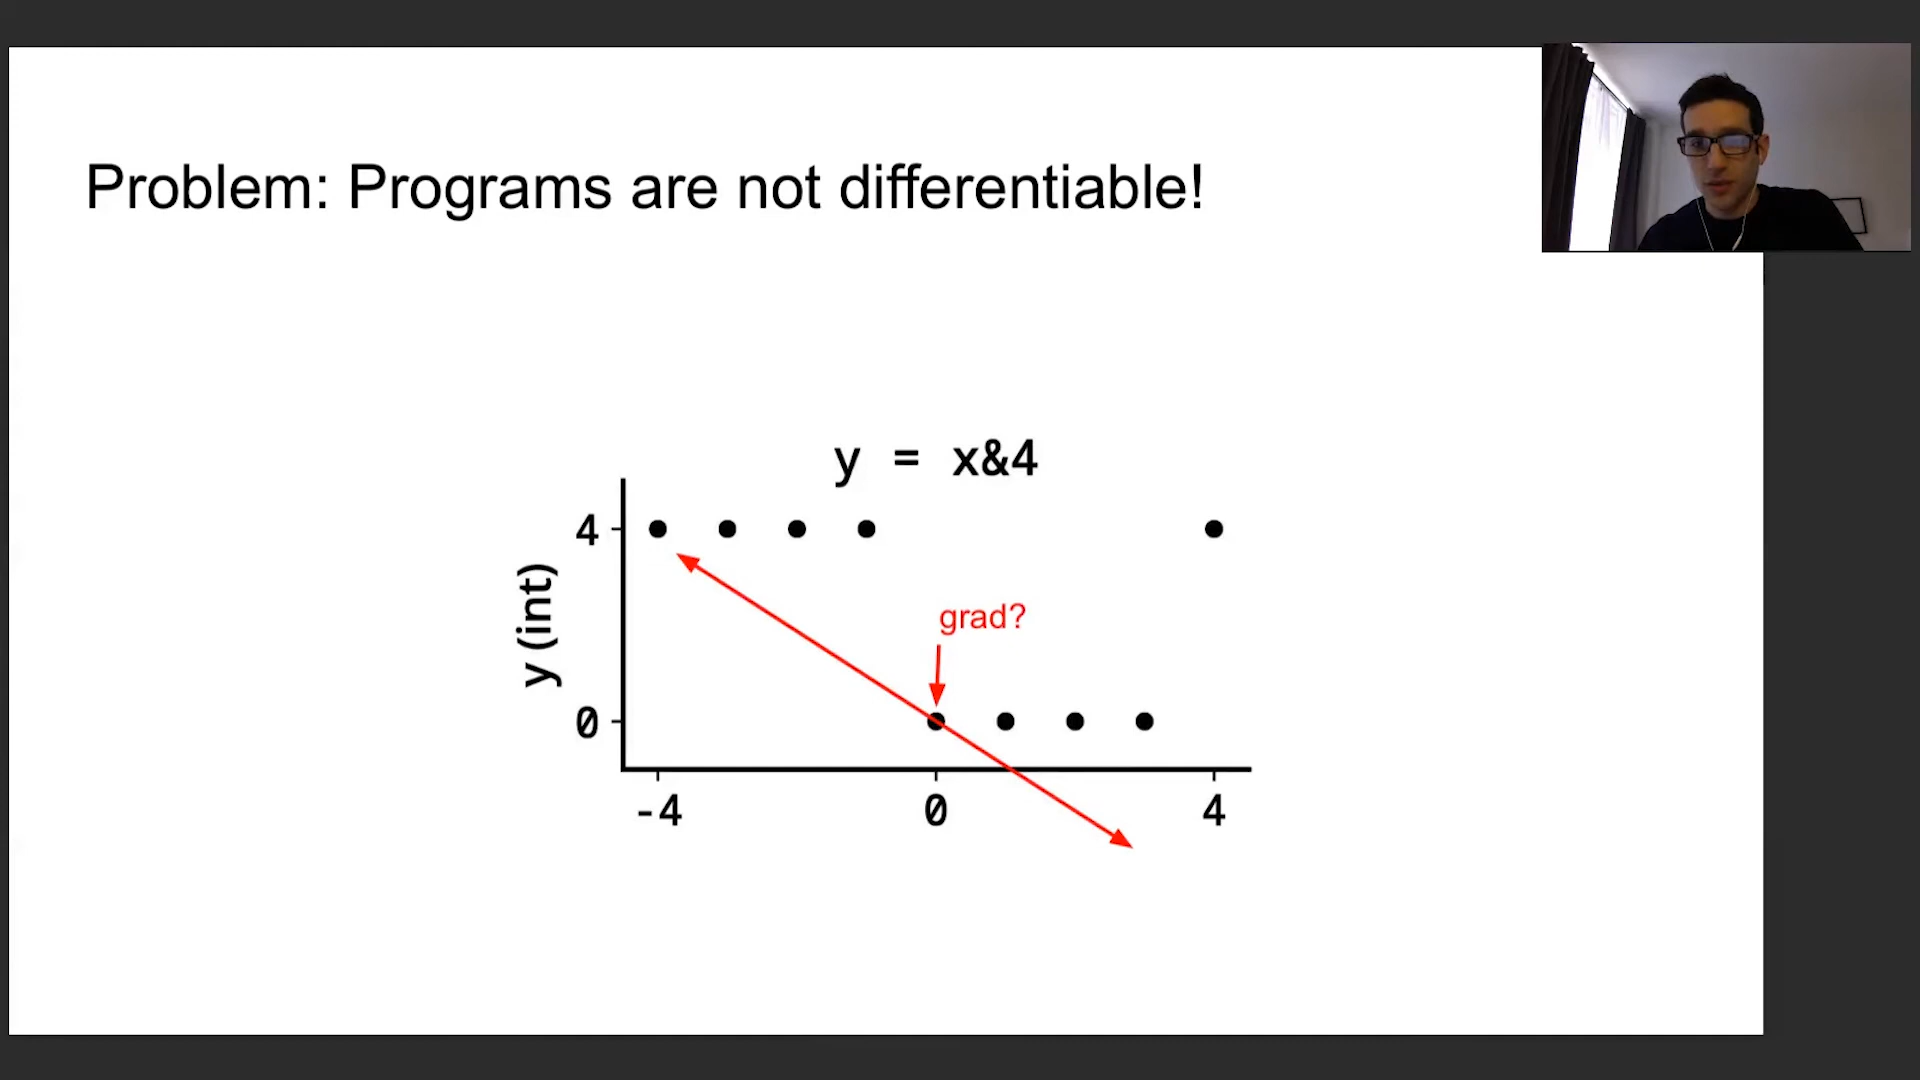 Problem: Programs are not differentiable!
y = x&4
4
y (int)
grad?
0
-4
0
4